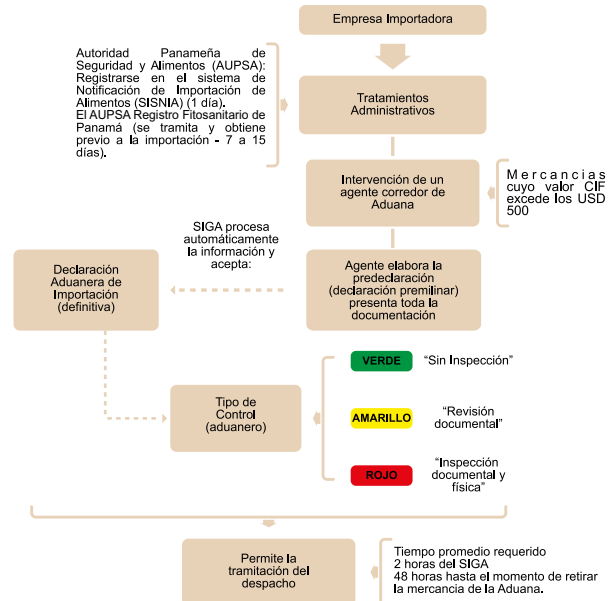 Empresa Importadora
Autoridad Panameña de
Seguridad y Alimentos (AUPSA):
Registrarse en el sistema de
Notificación de Importación de
Alimentos (SISNIA) (1 día).
El AUPSA Registro Fitosanitario de
Panamá (se tramita y obtiene
previo a la importación - 7 a 15
días).
Tratamientos
Administrativos
Intervención de un
agente corredor de
Aduana
Mercancias
cuyo valor CIF
excede los USD
500
SIGA procesa
automáticamente
la información y
acepta:
Agente elabora la
predeclaración
(declaración premilinar)
presenta toda la
documentación
Declaración
Aduanera de
Importación
(definitiva)
Tipo de
Control
(aduanero)
VERDE “Sin Inspección”
AMARILLO “Revisión
documental”
ROJO “Inspección
documental y
física”
Permite la
tramitación del
despacho
Tiempo promedio requerido
2 horas del SIGA
48 horas hasta el momento de retirar
la mercancia de la Aduana.